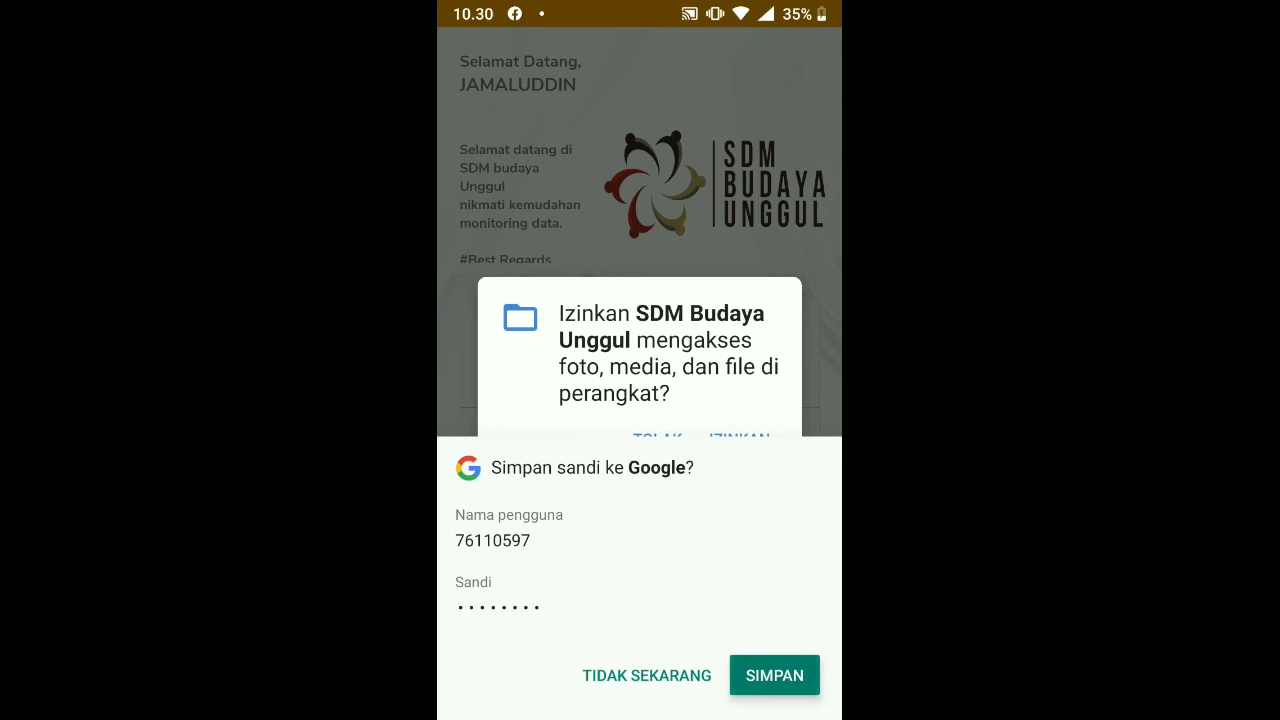 10.30
35%
Selamat Datang,
JAMALUDDIN
Selamat datang di
SDM budaya
Unggul
nikmati kemudahan
monitoring data.
#Best Regards
SDM
BUDAYA
UNGGUL
Izinkan SDM Budaya
Unggul mengakses
foto, media, dan file di
perangkat?
TOLAK IZINKAN
Simpan sandi ke Google?
Nama pengguna
76110597
Sandi
••••••••
TIDAK SEKARANG SIMPAN